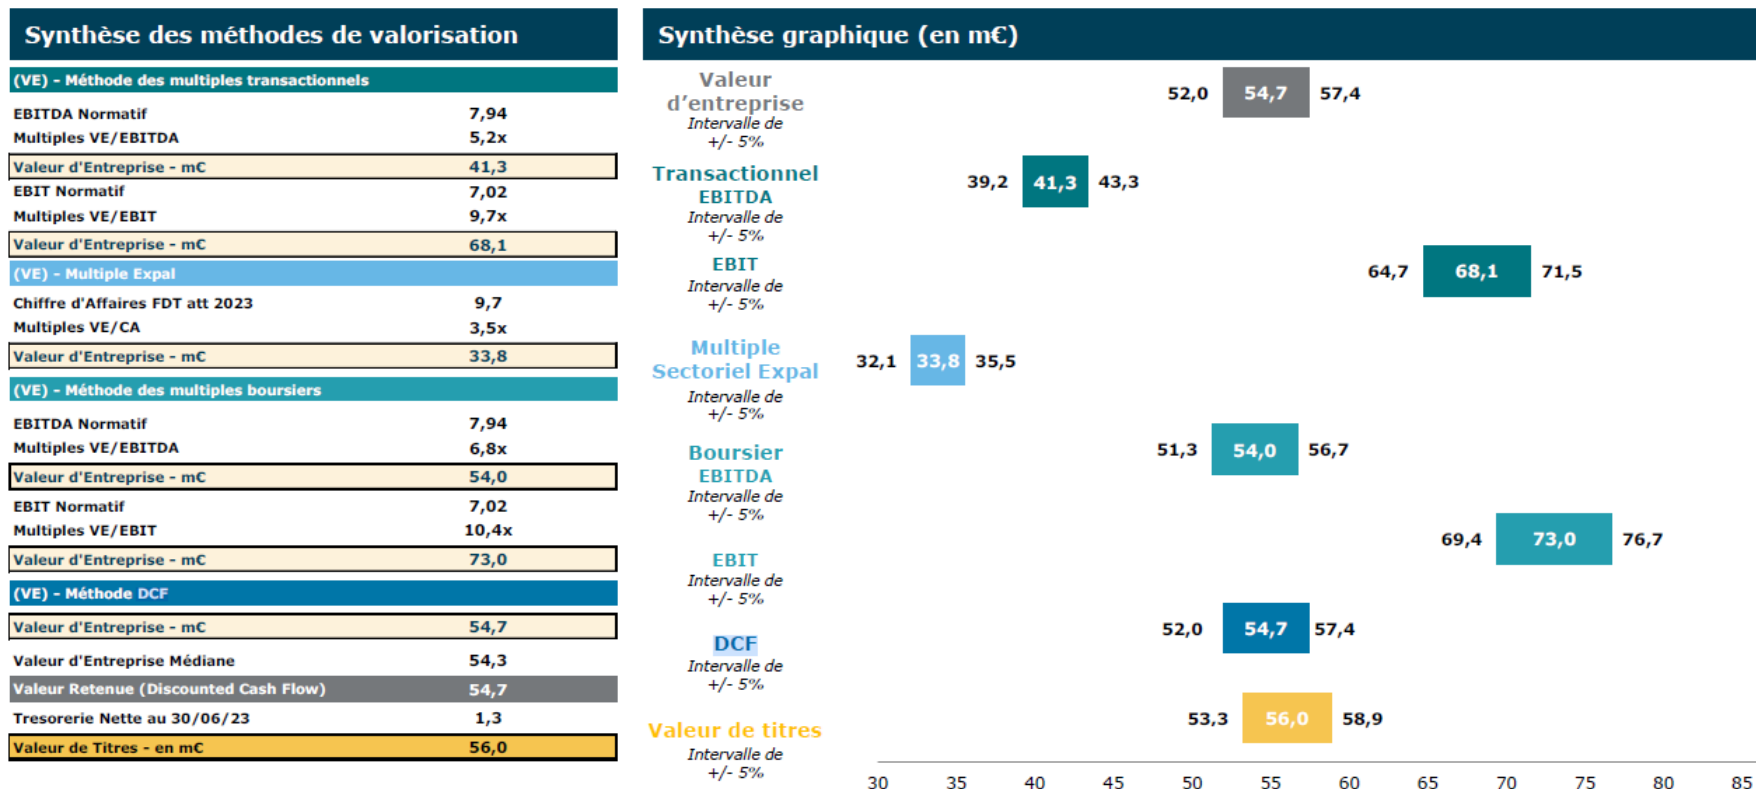 Synthèse des méthodes de valorisation
(VE) - Méthode des multiples transactionnels
EBITDA Normatif 7,94
Multiples VE/EBITDA 5,2x
Valeur d'Entreprise - m€ 41,3
EBIT Normatif 7,02
Multiples VE/EBIT 9,7x
Valeur d'Entreprise - m€ 68,1
(VE) - Multiple Expal
Chiffre d'Affaires FDT att 2023 9,7
Multiples VE/CA 3,5x
Valeur d'Entreprise - m€ 33,8
(VE) - Méthode des multiples boursiers
EBITDA Normatif 7,94
Multiples VE/EBITDA 6,8x
Valeur d'Entreprise - m€ 54,0
EBIT Normatif 7,02
Multiples VE/EBIT 10,4x
Valeur d'Entreprise - m€ 73,0
(VE) - Méthode DCF
Valeur d'Entreprise - m€ 54,7
Valeur d'Entreprise Médiane 54,3
Valeur Retenue (Discounted Cash Flow) 54,7
Tresorerie Nette au 30/06/23 1,3
Valeur de Titres - en m€ 56,0
Synthèse graphique (en m€)
Valeur
d’entreprise
Intervalle de
+/- 5%
52,0 54,7 57,4
Transactionnel
EBITDA
Intervalle de
+/- 5%
39,2 41,3 43,3
EBIT
Intervalle de
+/- 5%
64,7 68,1 71,5
Multiple
Sectoriel Expal
Intervalle de
+/- 5%
32,1 33,8 35,5
Boursier
EBITDA
Intervalle de
+/- 5%
51,3 54,0 56,7
EBIT
Intervalle de
+/- 5%
69,4 73,0 76,7
DCF
Intervalle de
+/- 5%
52,0 54,7 57,4
Valeur de titres
Intervalle de
+/- 5%
53,3 56,0 58,9
30 35 40 45 50 55 60 65 70 75 80 85